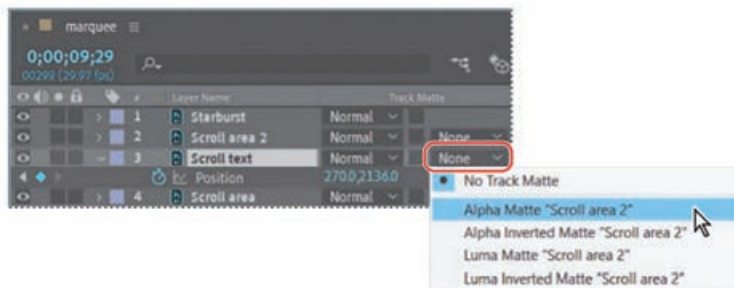 marquee
0;00;09;29
00299 (29.97 fps)
# Layer Name Track Matte
1 Starburst Normal
2 Scroll area 2 Normal None
3 Scroll text Normal None
Position 270.0,2136.0
4 Scroll area Normal
No Track Matte
Alpha Matte "Scroll area 2"
Alpha Inverted Matte "Scroll area 2"
Luma Matte "Scroll area 2"
Luma Inverted Matte "Scroll area 2"